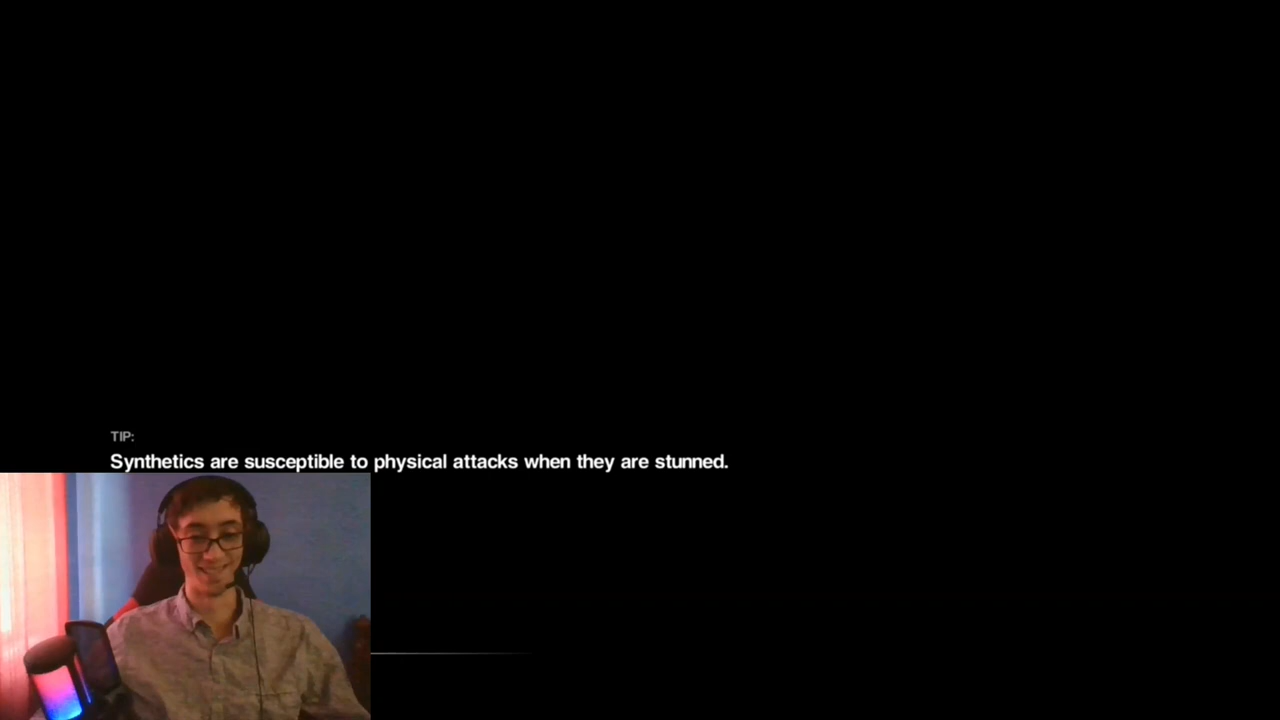 TIP:
Synthetics are susceptible to physical attacks when they are stunned.